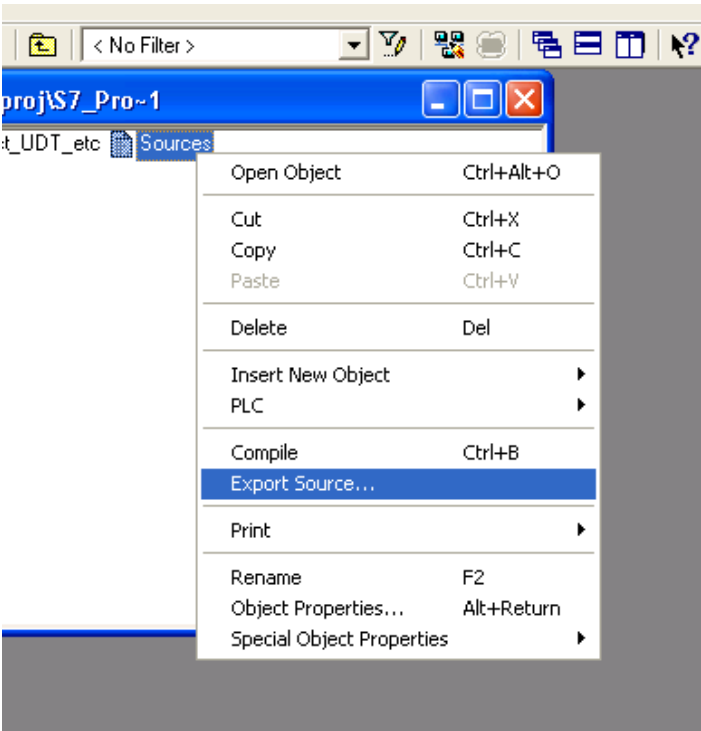 < No Filter >
proj\S7_Pro~1
t_UDT_etc Sources
Open Object Ctrl+Alt+O
Cut Ctrl+X
Copy Ctrl+C
Paste Ctrl+V
Delete Del
Insert New Object
PLC
Compile Ctrl+B
Export Source...
Print
Rename F2
Object Properties... Alt+Return
Special Object Properties